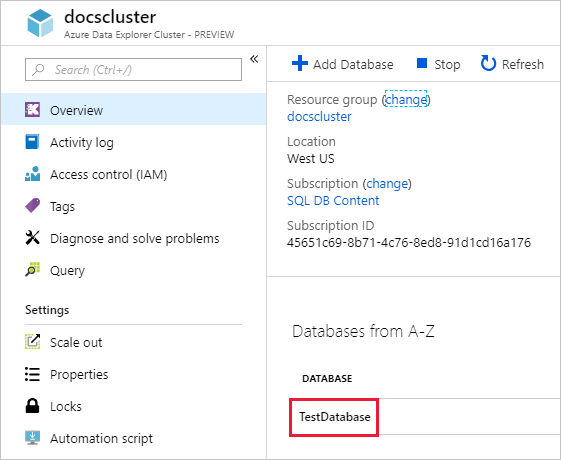 docscluster
Azure Data Explorer Cluster - PREVIEW
Search (Ctrl+/)
«
Overview
Activity log
Access control (IAM)
Tags
Diagnose and solve problems
Query
Settings
Scale out
Properties
Locks
Automation script
Add Database
Stop
Refresh
Resource group (change)
docscluster
Location
West US
Subscription (change)
SQL DB Content
Subscription ID
45651c69-8b71-4c76-8ed8-91d1cd16a176
Databases from A-Z
DATABASE
TestDatabase